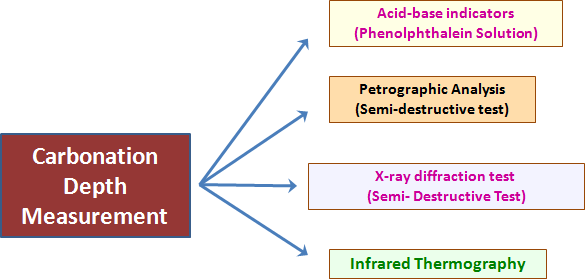 Carbonation
Depth
Measurement
Acid-base indicators
(Phenolphthalein Solution)
Petrographic Analysis
(Semi-destructive test)
X-ray diffraction test
(Semi- Destructive Test)
Infrared Thermography